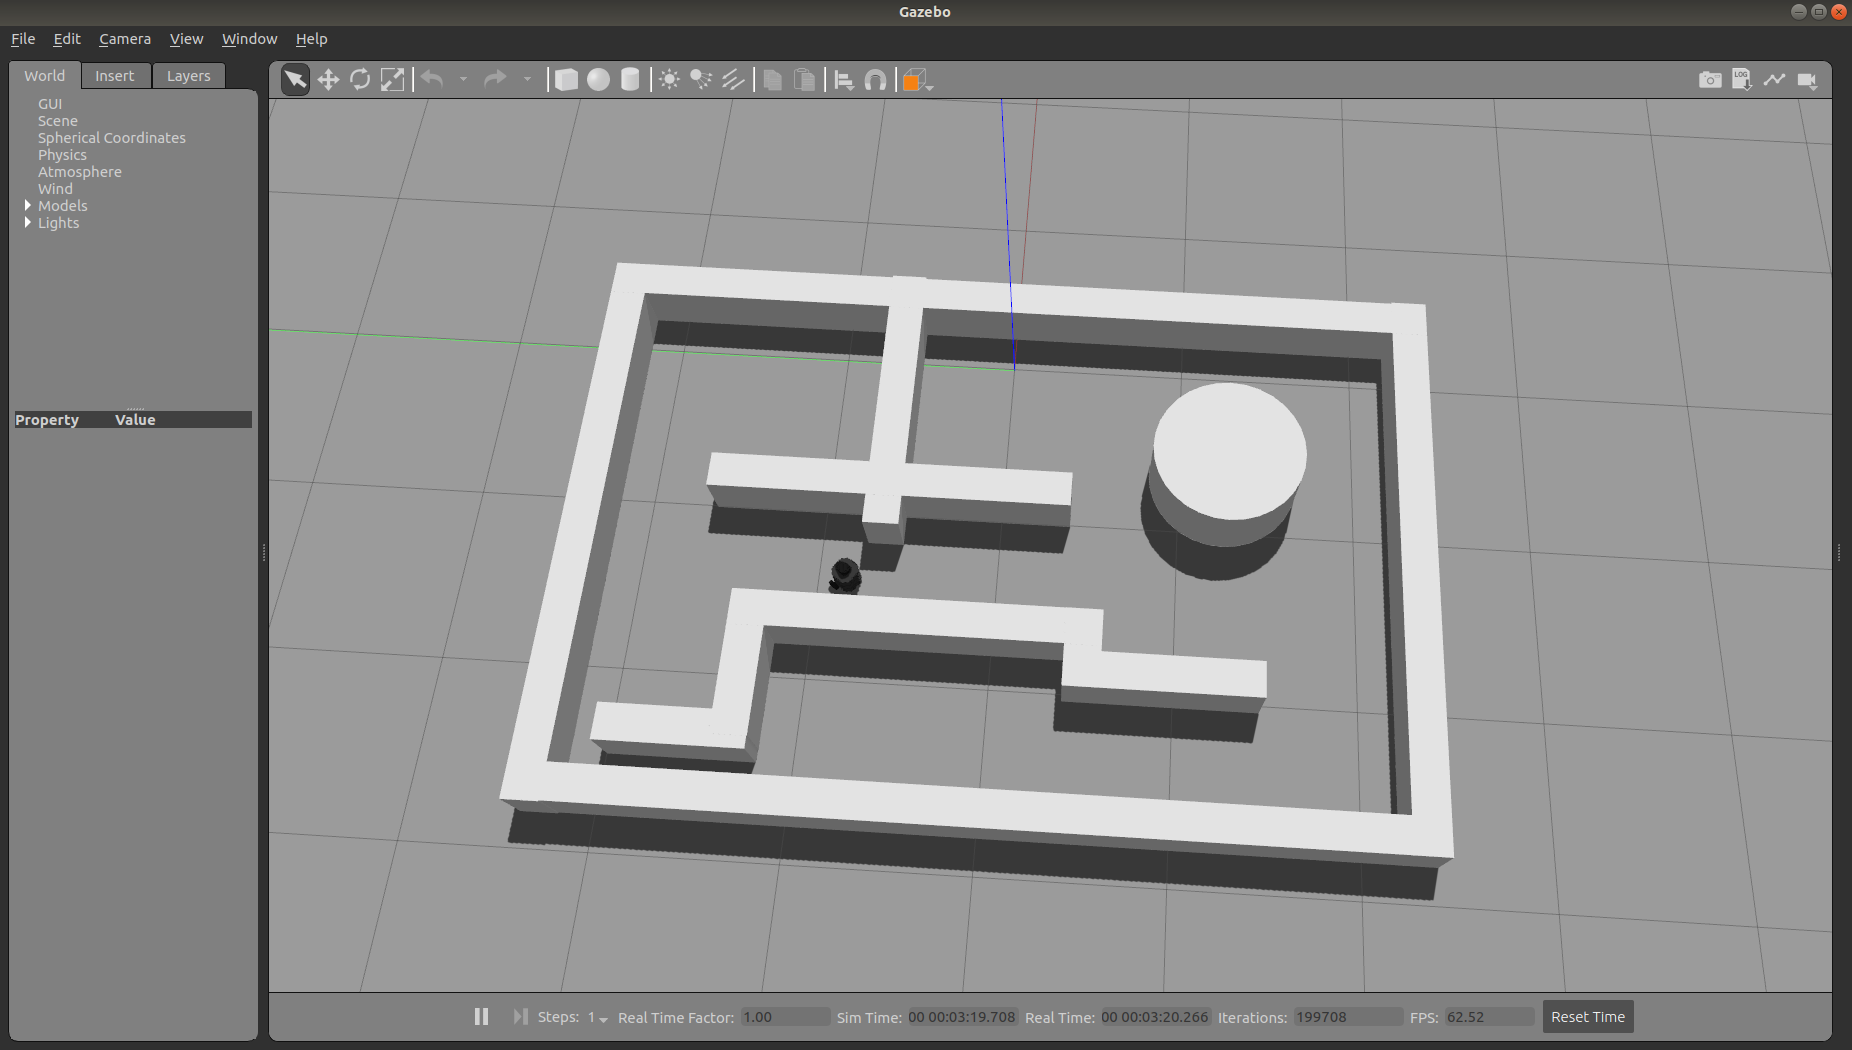 Gazebo
File Edit Camera View Window Help
World Insert Layers
LOG
GUI
Scene
Spherical Coordinates
Physics
Atmosphere
Wind
Models
Lights
Property Value
Steps: 1 Real Time Factor: 1.00 Sim Time: 00 00:03:19.708 Real Time: 00 00:03:20.266 Iterations: 199708 FPS: 62.52 Reset Time